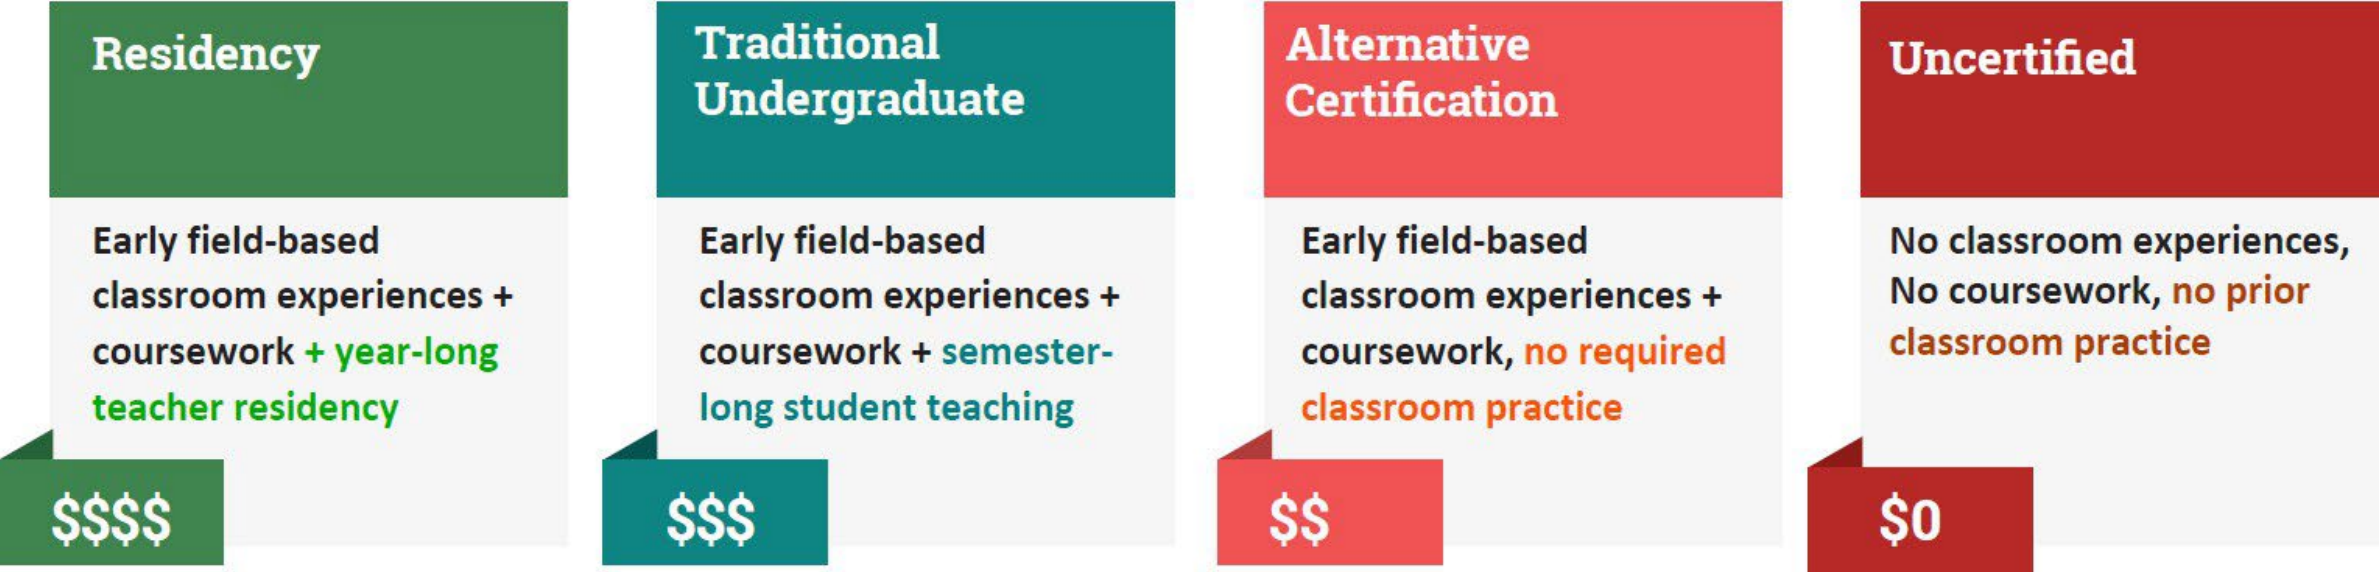 Residency
Early field-based
classroom experiences +
coursework + year-long
teacher residency
$$$$
Traditional
Undergraduate
Early field-based
classroom experiences +
coursework + semester-
long student teaching
$$$
Alternative
Certification
Early field-based
classroom experiences +
coursework, no required
classroom practice
$$
Uncertified
No classroom experiences,
No coursework, no prior
classroom practice
$0